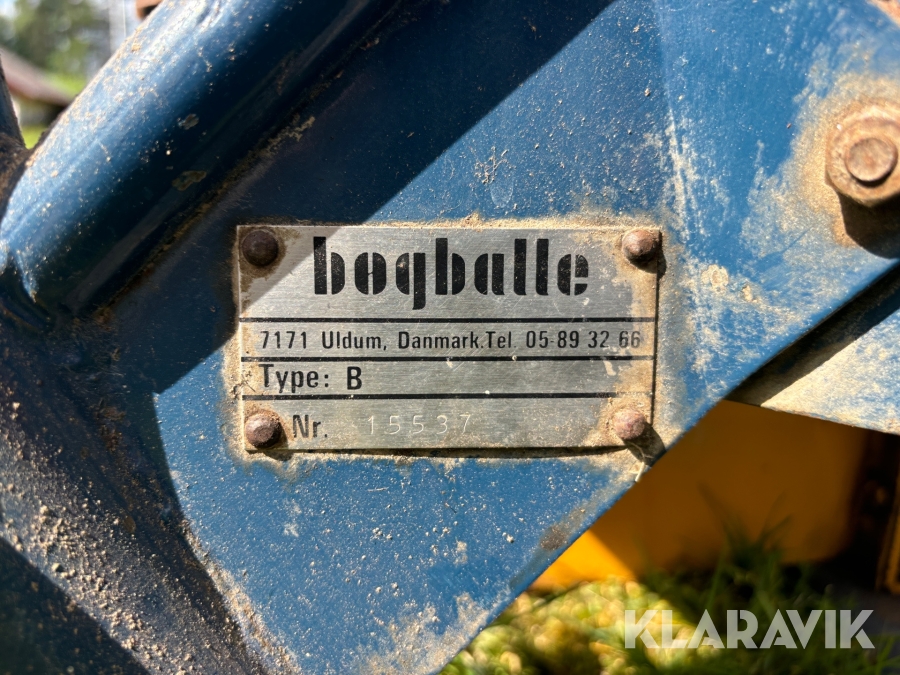 bogballe
7171 Uldum, Danmark.Tel. 05-89 32 66
Type: B
Nr. 15537
KLARAVIK